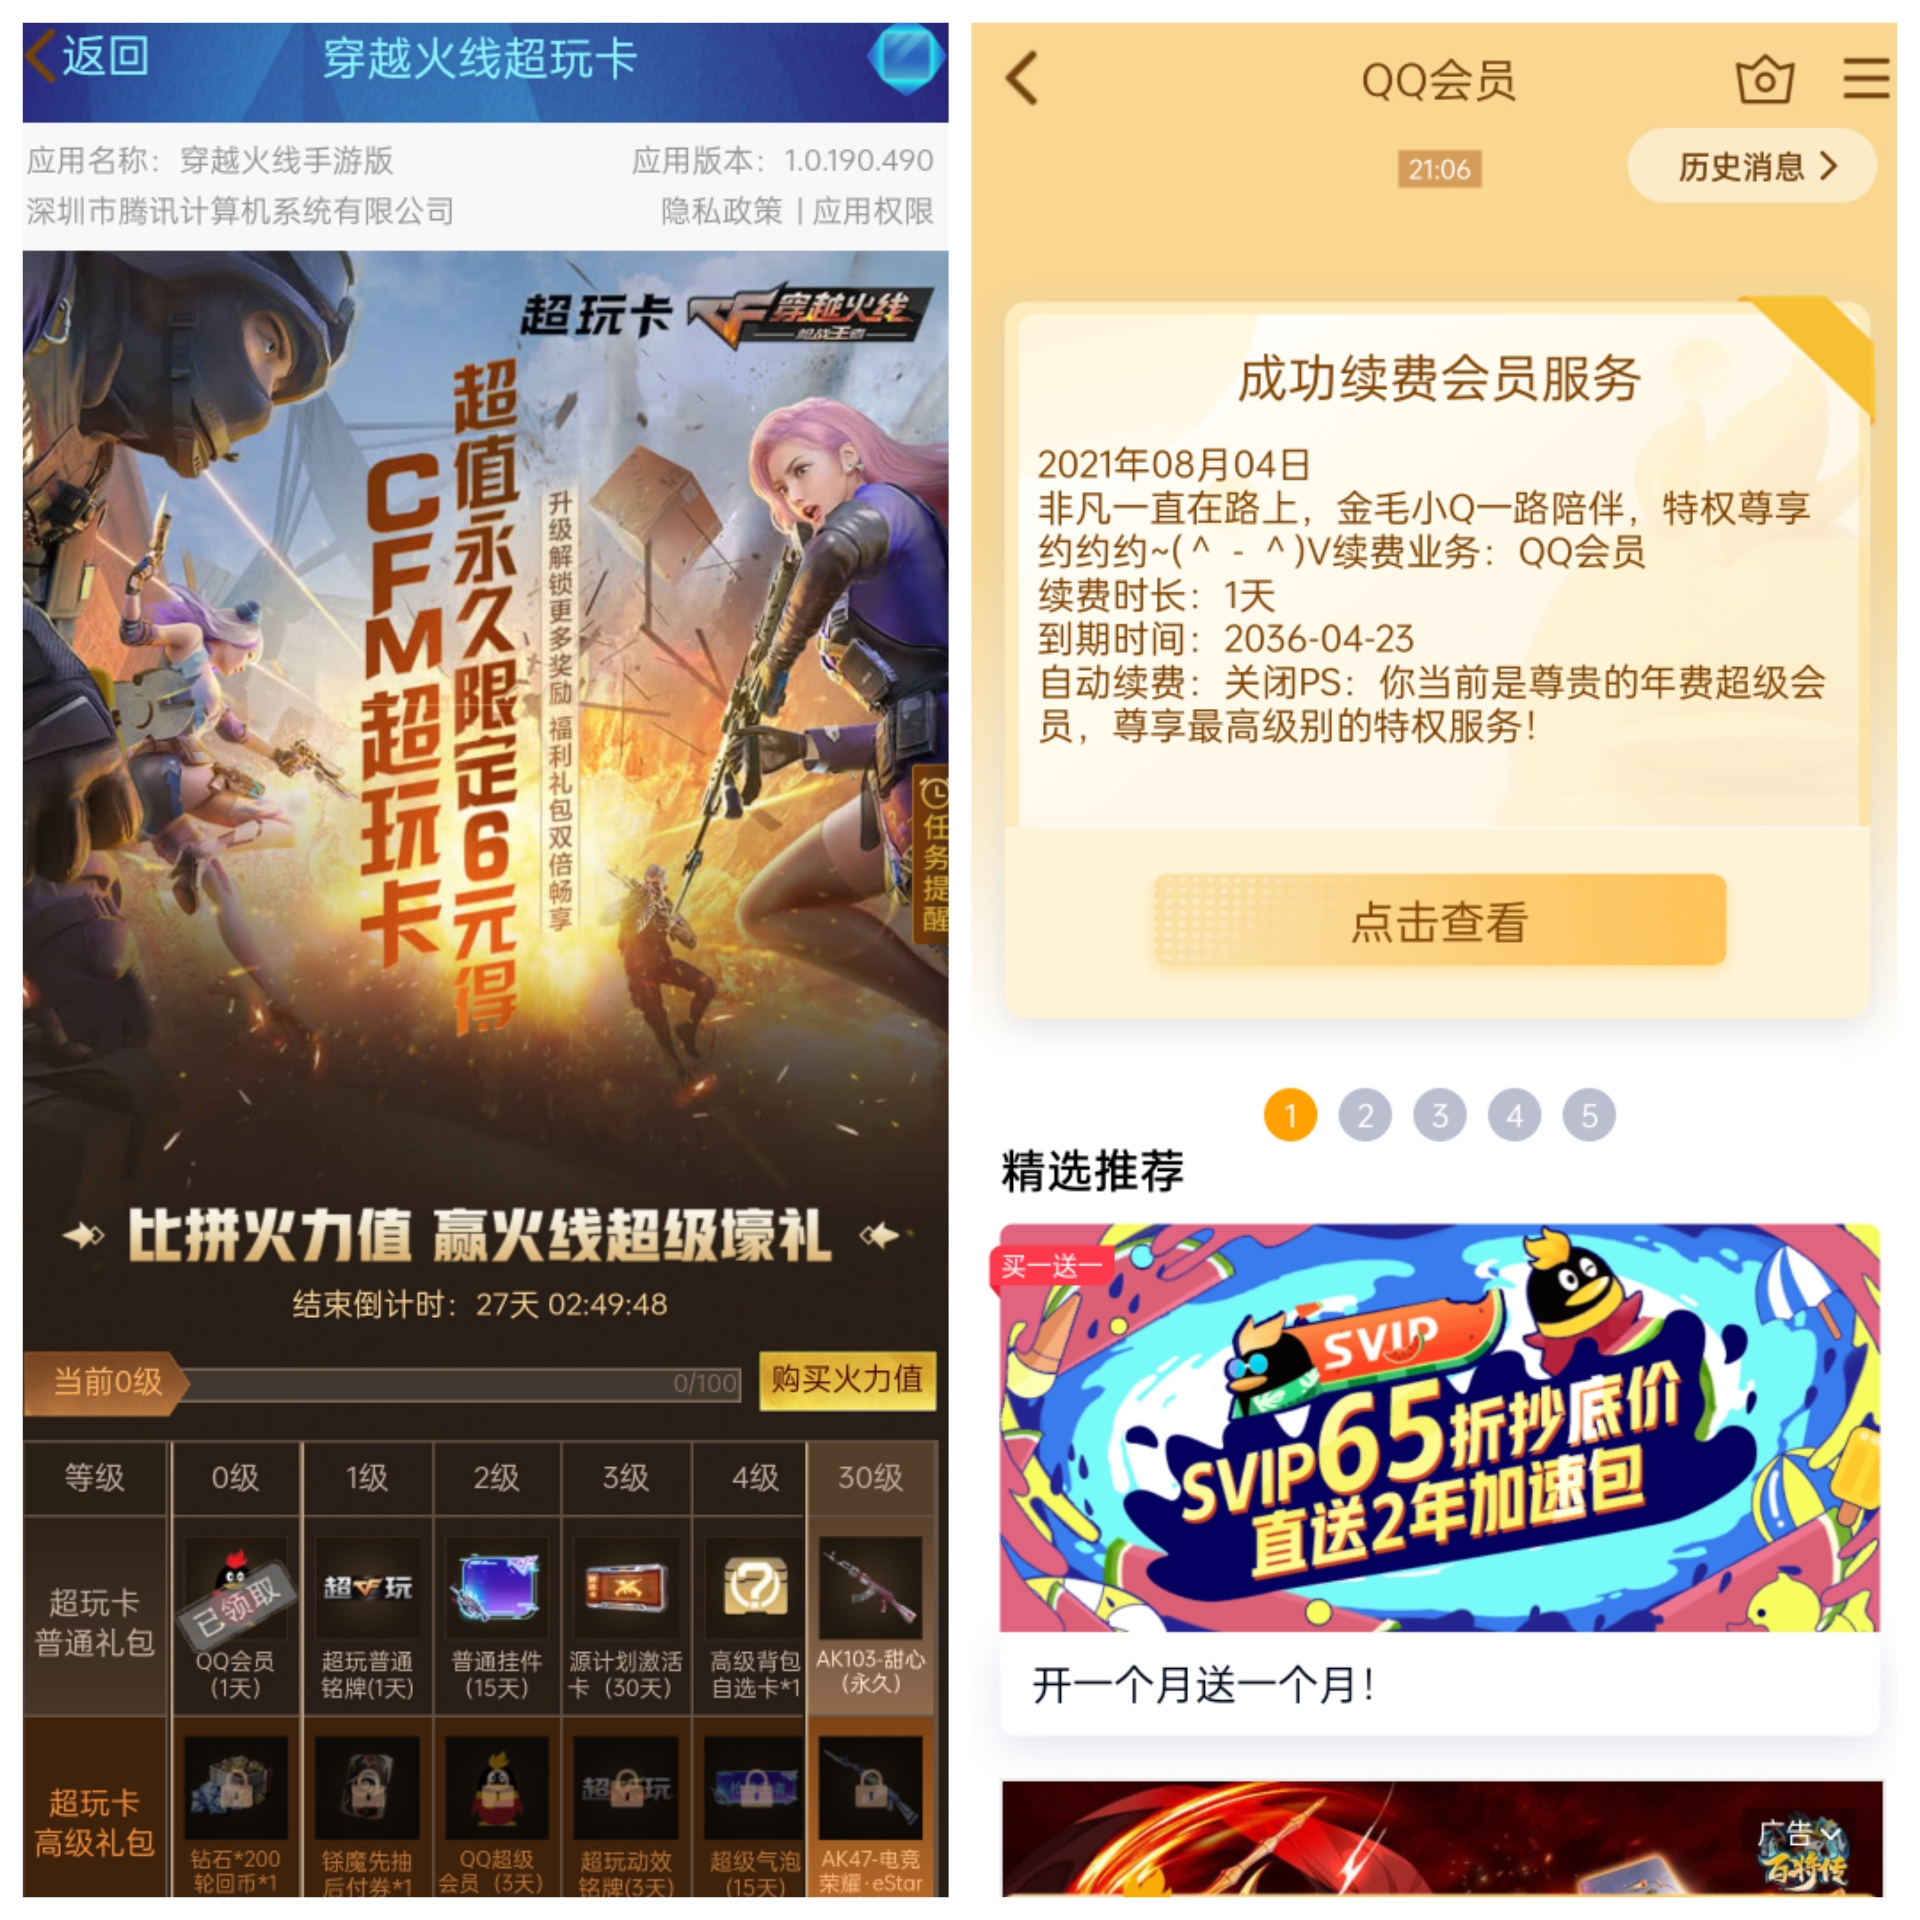 返回
穿越火线超玩卡
应用名称：穿越火线手游版
应用版本：1.0.190.490
深圳市腾讯计算机系统有限公司
隐私政策 | 应用权限
超玩卡
CF穿越火线
枪战王者
超值永久限定6元得
CFM超玩卡
升级解锁更多奖励 福利礼包双倍畅享
任务提醒
比拼火力值 赢火线超级壕礼
结束倒计时：27天 02:49:48
当前0级
0/100
购买火力值
等级
0级
1级
2级
3级
4级
30级
超玩卡
普通礼包
已领取
超 玩
QQ会员
(1天)
超玩普通
铭牌(1天)
普通挂件
(15天)
源计划激活
卡（30天）
高级背包
自选卡*1
AK103-甜心
（永久）
超玩卡
高级礼包
钻石*200
轮回币*1
铩魔先抽
后付券*1
QQ超级
会员（3天）
超玩动效
铭牌(3天)
超级气泡
(15天)
AK47-电竞
荣耀·eStar
QQ会员
21:06
历史消息
成功续费会员服务
2021年08月04日
非凡一直在路上，金毛小Q一路陪伴，特权尊享
约约约~(＾ - ＾)V续费业务：QQ会员
续费时长：1天
到期时间：2036-04-23
自动续费：关闭PS：你当前是尊贵的年费超级会
员，尊享最高级别的特权服务！
点击查看
1
2
3
4
5
精选推荐
买一送一
SVIP
SVIP65折抄底价
直送2年加速包
开一个月送一个月！
广告
百将传